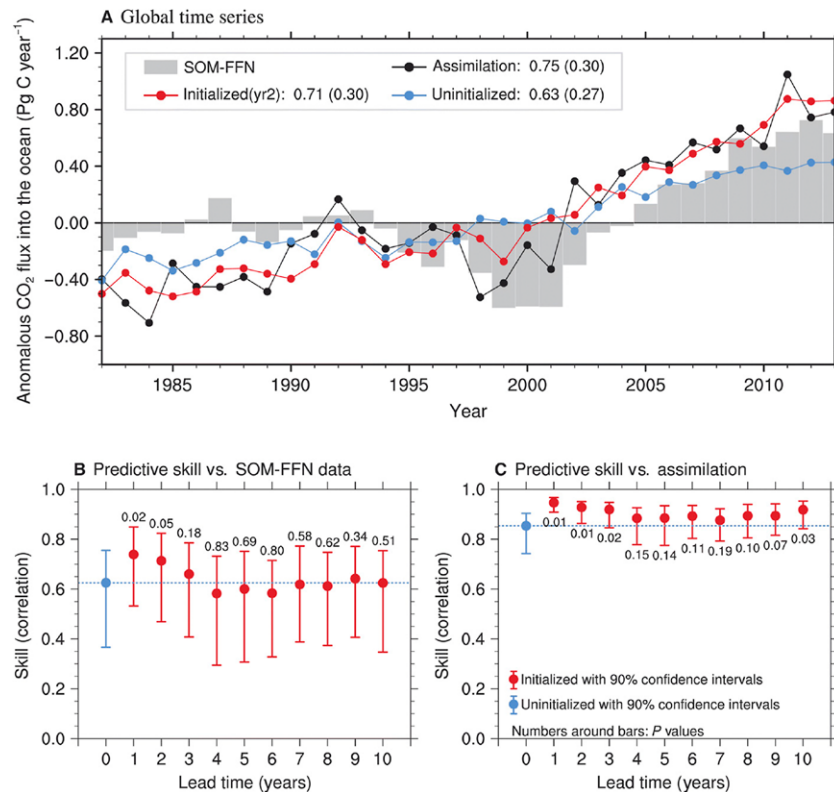 A Global time series
Anomalous CO₂ flux into the ocean (Pg C year⁻¹)
1.20
0.80
0.40
0.00
−0.40
−0.80
SOM-FFN
Assimilation: 0.75 (0.30)
Initialized(yr2): 0.71 (0.30)
Uninitialized: 0.63 (0.27)
1985 1990 1995 2000 2005 2010
Year
B Predictive skill vs. SOM-FFN data
Skill (correlation)
1.0
0.8
0.6
0.4
0.2
0.0
0.02 0.05 0.18 0.83 0.69 0.80 0.58 0.62 0.34 0.51
0 1 2 3 4 5 6 7 8 9 10
Lead time (years)
C Predictive skill vs. assimilation
Skill (correlation)
1.0
0.8
0.6
0.4
0.2
0.0
0.01 0.01 0.02 0.15 0.14 0.11 0.19 0.10 0.07 0.03
Initialized with 90% confidence intervals
Uninitialized with 90% confidence intervals
Numbers around bars: P values
0 1 2 3 4 5 6 7 8 9 10
Lead time (years)